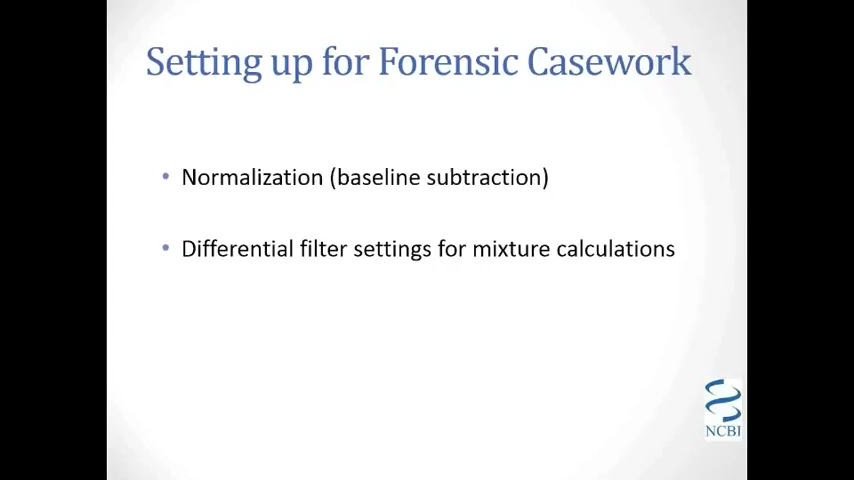 Setting up for Forensic Casework
• Normalization (baseline subtraction)
• Differential filter settings for mixture calculations
NCBI